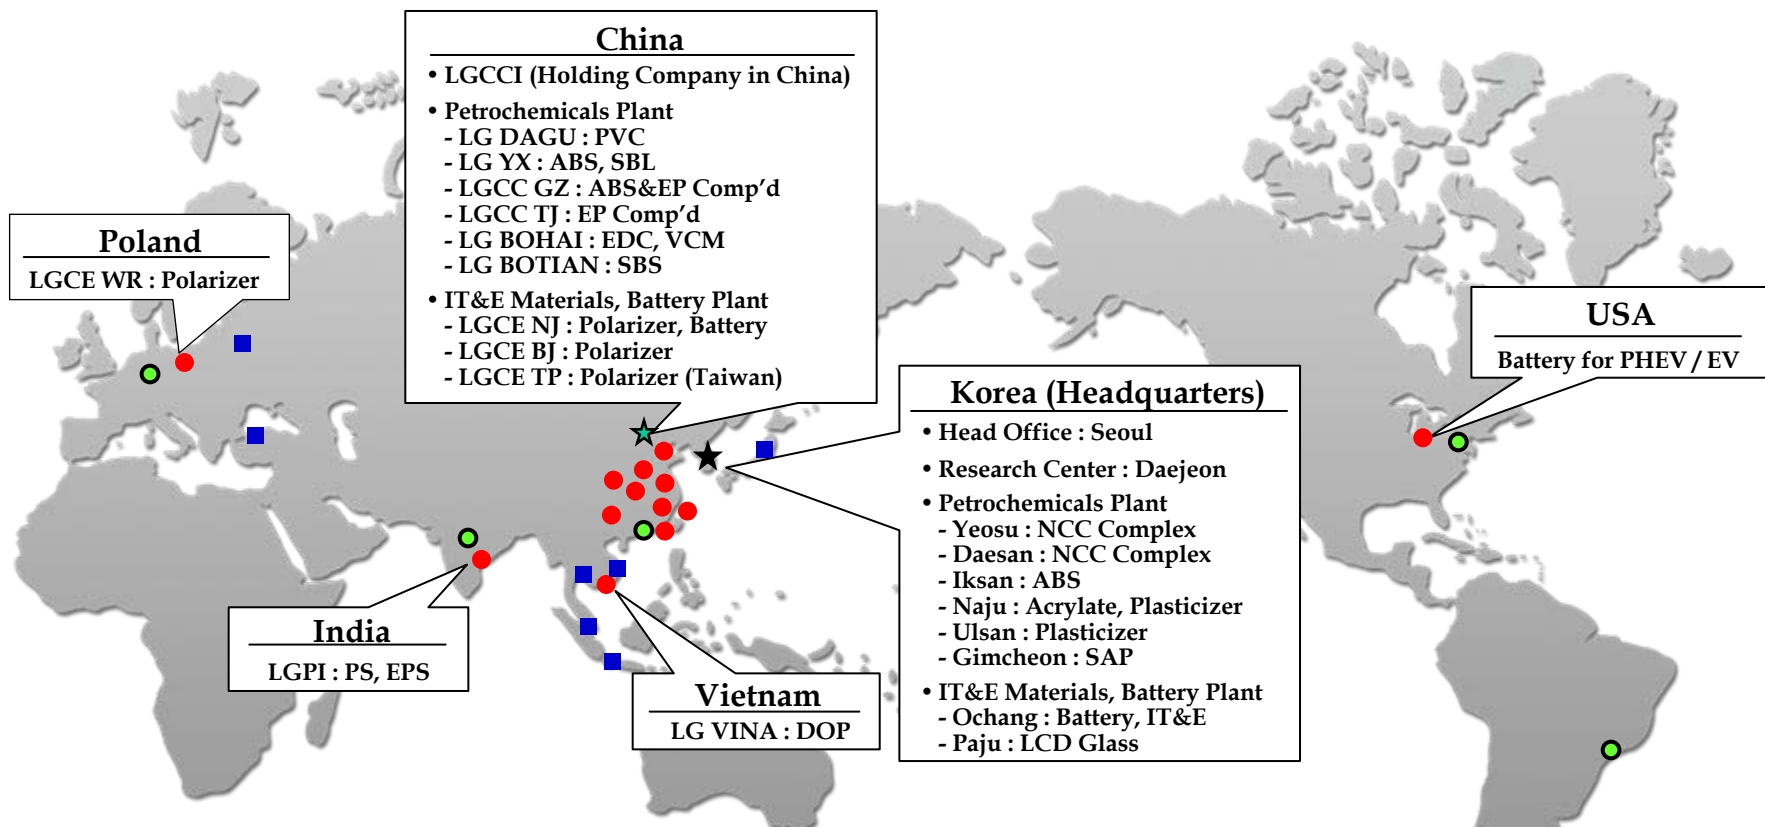 China
• LGCCI (Holding Company in China)
• Petrochemicals Plant
- LG DAGU : PVC
- LG YX : ABS, SBL
- LGCC GZ : ABS&EP Comp’d
- LGCC TJ : EP Comp’d
- LG BOHAI : EDC, VCM
- LG BOTIAN : SBS
• IT&E Materials, Battery Plant
- LGCE NJ : Polarizer, Battery
- LGCE BJ : Polarizer
- LGCE TP : Polarizer (Taiwan)
Poland
LGCE WR : Polarizer
USA
Battery for PHEV / EV
Korea (Headquarters)
• Head Office : Seoul
• Research Center : Daejeon
• Petrochemicals Plant
- Yeosu : NCC Complex
- Daesan : NCC Complex
- Iksan : ABS
- Naju : Acrylate, Plasticizer
- Ulsan : Plasticizer
- Gimcheon : SAP
• IT&E Materials, Battery Plant
- Ochang : Battery, IT&E
- Paju : LCD Glass
India
LGPI : PS, EPS
Vietnam
LG VINA : DOP